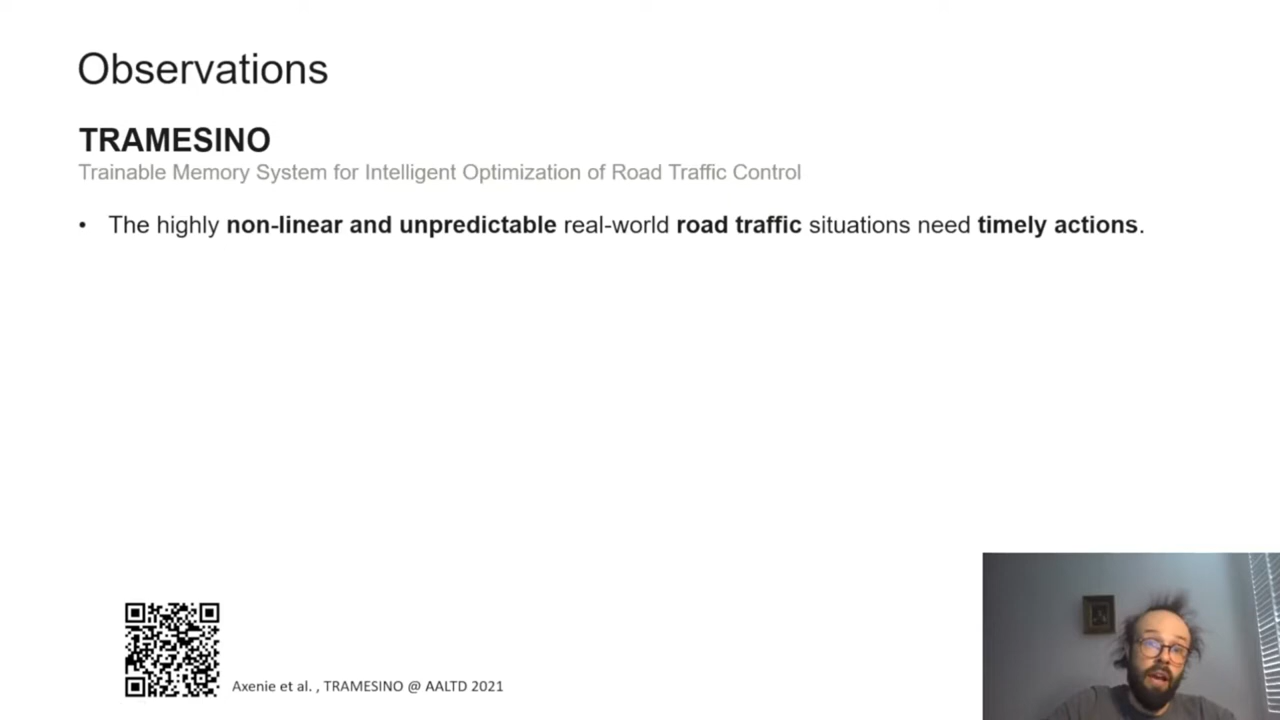 Observations
TRAMESINO
Trainable Memory System for Intelligent Optimization of Road Traffic Control
• The highly non-linear and unpredictable real-world road traffic situations need timely actions.
Axenie et al. , TRAMESINO @ AALTD 2021